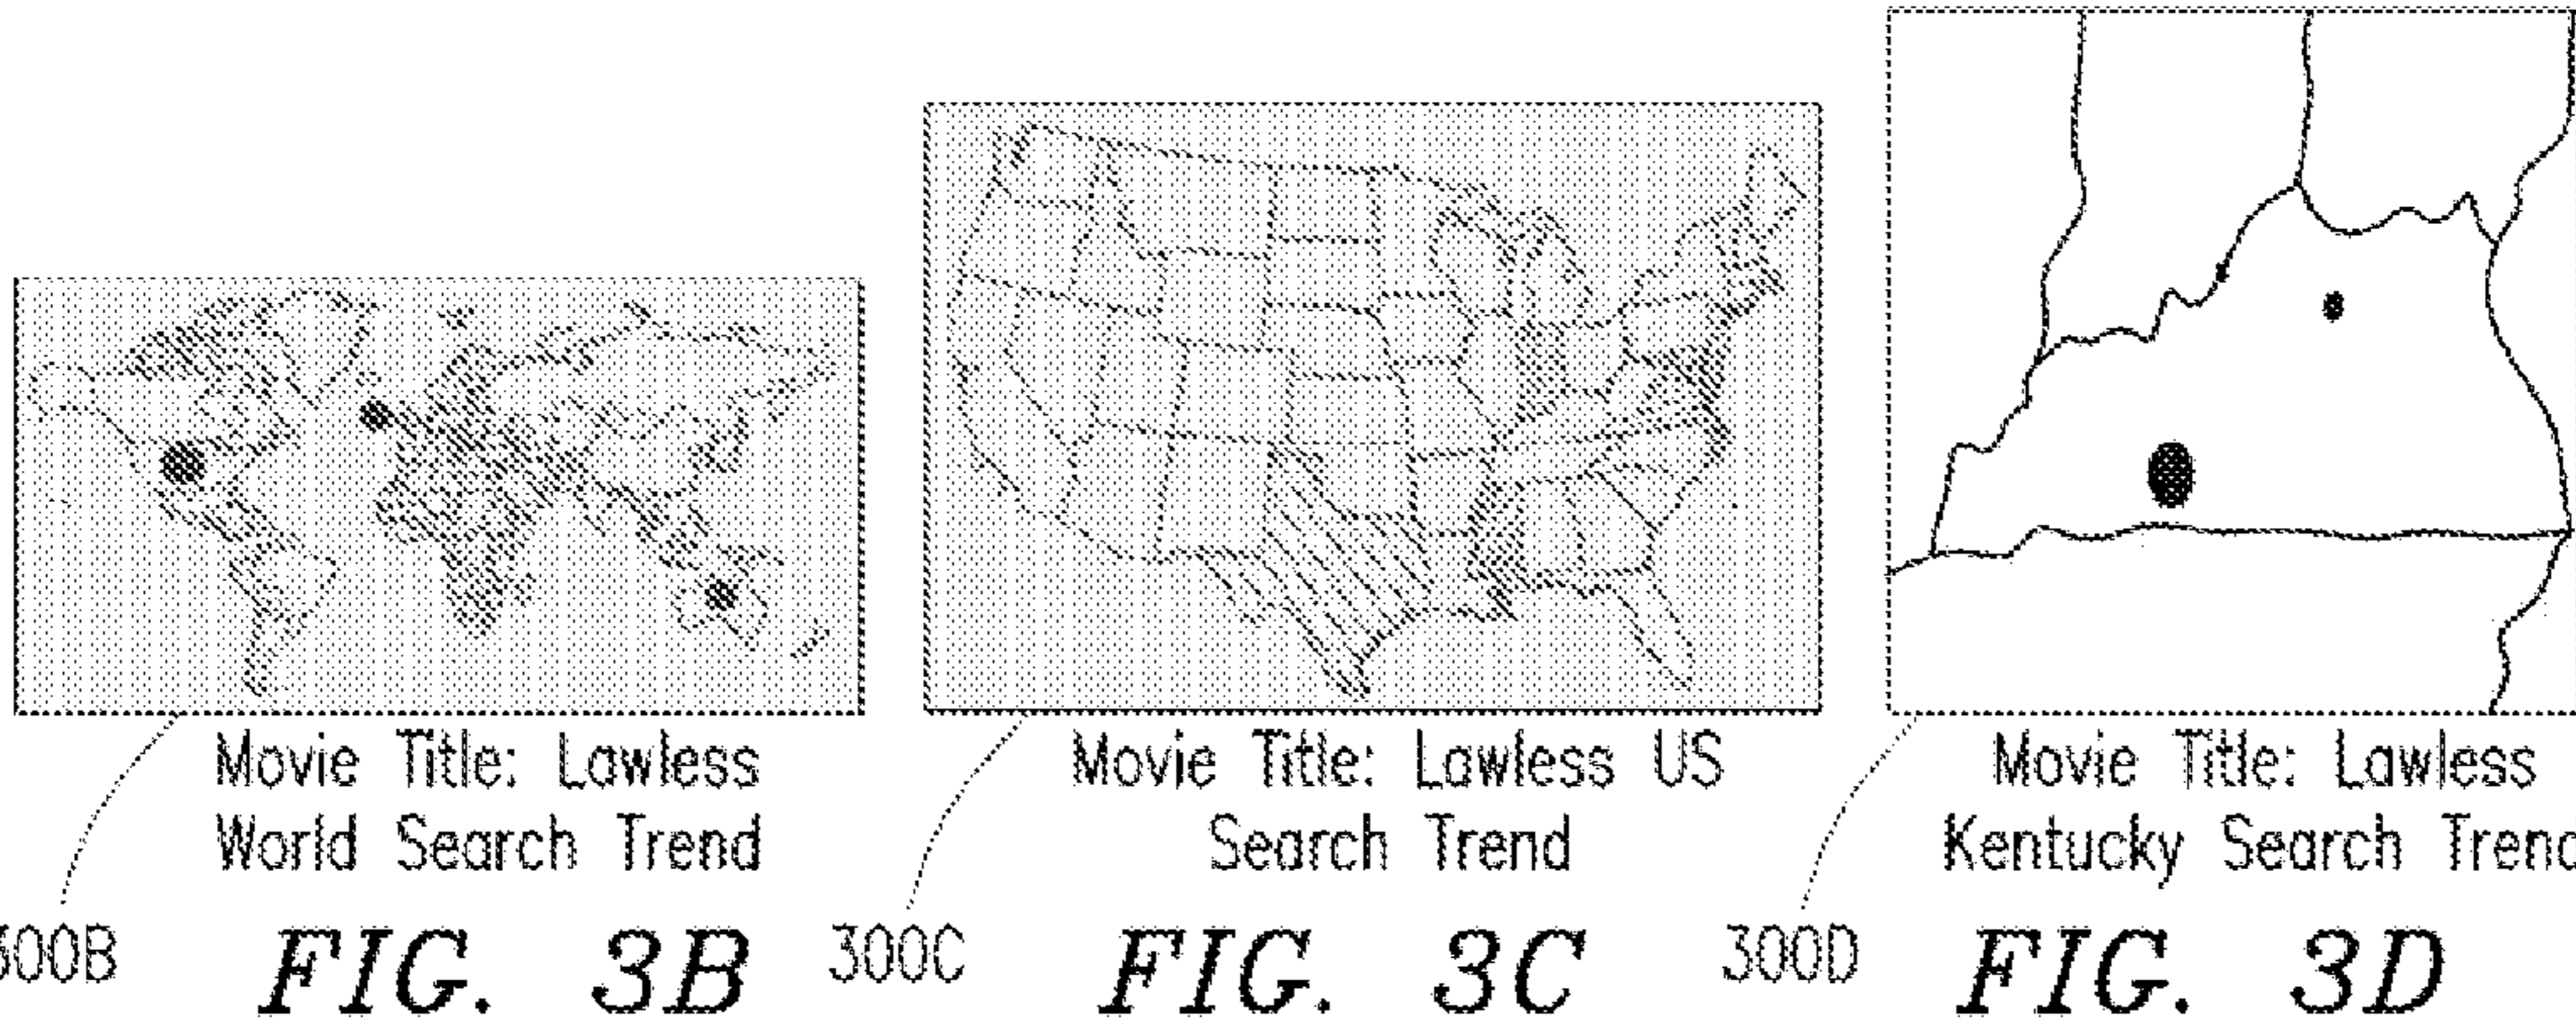 Movie Title: Lawless
World Search Trend
300B
FIG. 3B
Movie Title: Lawless US
Search Trend
300C
FIG. 3C
Movie Title: Lawless
Kentucky Search Trend
300D
FIG. 3D